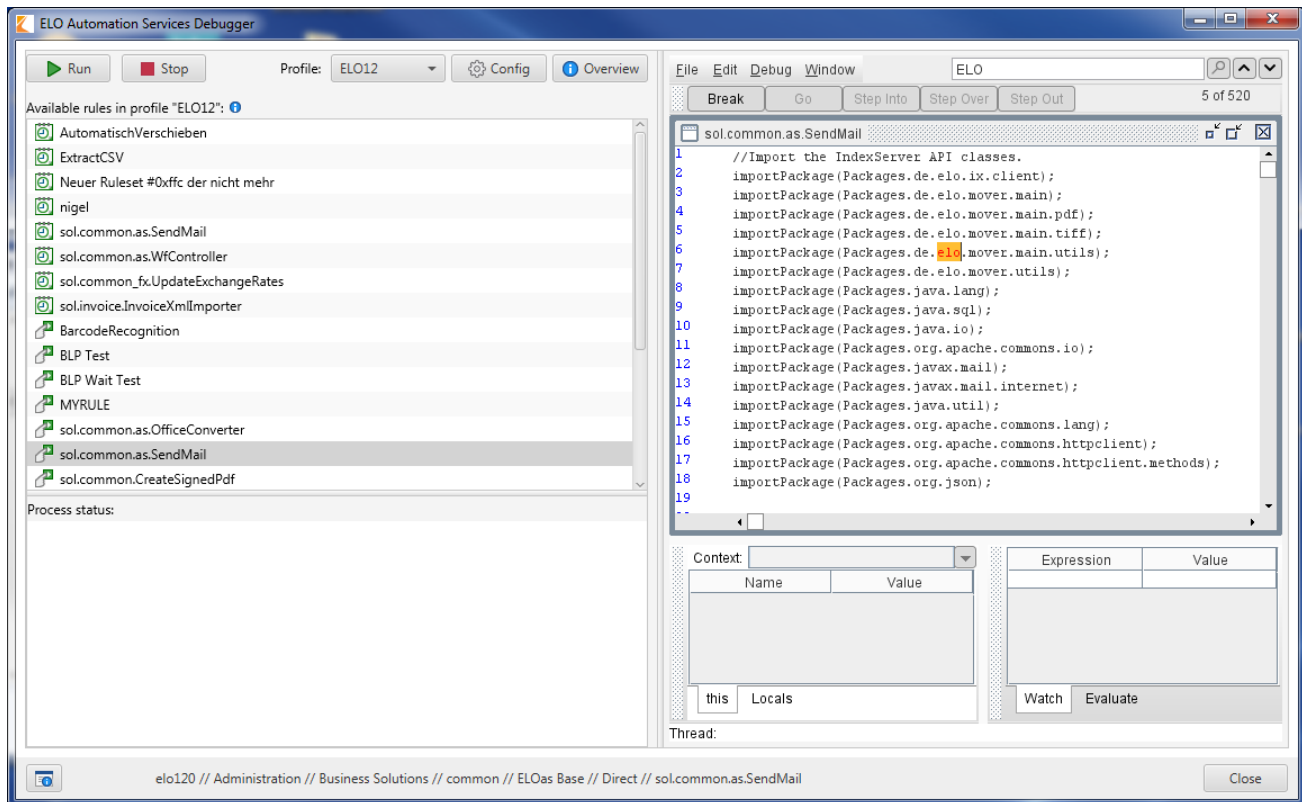 ELO Automation Services Debugger
Run Stop Profile: ELO12 Config Overview
Available rules in profile "ELO12":
AutomatischVerschieben
ExtractCSV
Neuer Ruleset #0xffc der nicht mehr
nigel
sol.common.as.SendMail
sol.common.as.WfController
sol.common_fx.UpdateExchangeRates
sol.invoice.InvoiceXmlImporter
BarcodeRecognition
BLP Test
BLP Wait Test
MYRULE
sol.common.as.OfficeConverter
sol.common.as.SendMail
sol.common.CreateSignedPdf
Process status:
File Edit Debug Window ELO
Break Go Step Into Step Over Step Out 5 of 520
sol.common.as.SendMail
1 //Import the IndexServer API classes.
2 importPackage(Packages.de.elo.ix.client);
3 importPackage(Packages.de.elo.mover.main);
4 importPackage(Packages.de.elo.mover.main.pdf);
5 importPackage(Packages.de.elo.mover.main.tiff);
6 importPackage(Packages.de.elo.mover.main.utils);
7 importPackage(Packages.de.elo.mover.utils);
8 importPackage(Packages.java.lang);
9 importPackage(Packages.java.sql);
10 importPackage(Packages.java.io);
11 importPackage(Packages.org.apache.commons.io);
12 importPackage(Packages.javax.mail);
13 importPackage(Packages.javax.mail.internet);
14 importPackage(Packages.java.util);
15 importPackage(Packages.org.apache.commons.lang);
16 importPackage(Packages.org.apache.commons.httpclient);
17 importPackage(Packages.org.apache.commons.httpclient.methods);
18 importPackage(Packages.org.json);
19
Context:
Name Value
this Locals
Expression Value
Watch Evaluate
Thread:
elo120 // Administration // Business Solutions // common // ELOas Base // Direct // sol.common.as.SendMail
Close